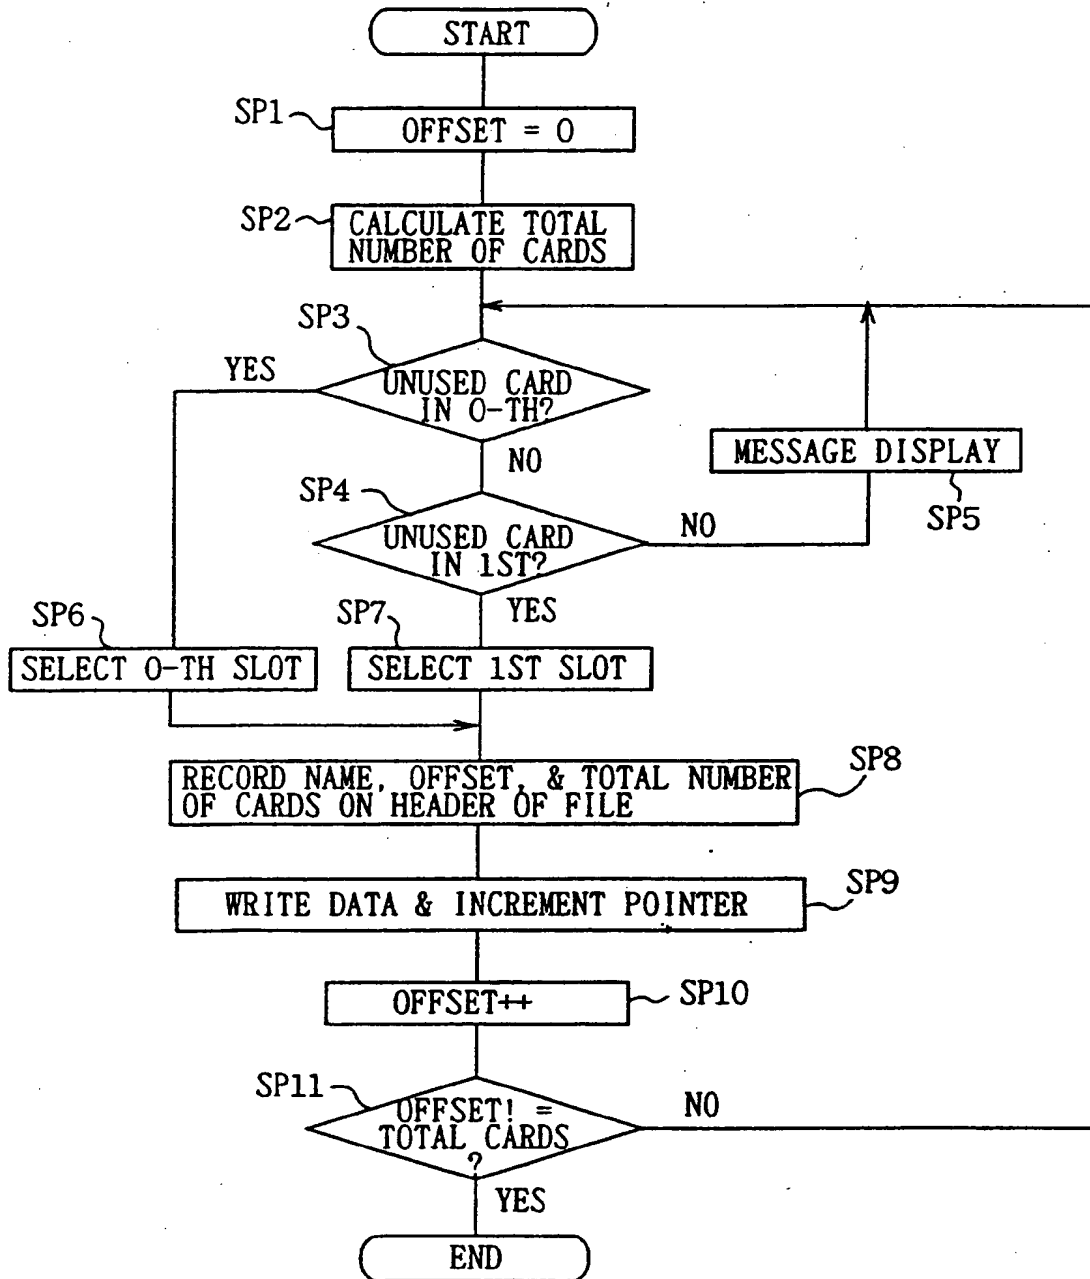 START
SP1
OFFSET = 0
SP2
CALCULATE TOTAL
NUMBER OF CARDS
SP3
YES
UNUSED CARD
IN 0-TH?
NO
MESSAGE DISPLAY
SP5
SP4
UNUSED CARD
IN 1ST?
NO
YES
SP6
SP7
SELECT 0-TH SLOT
SELECT 1ST SLOT
SP8
RECORD NAME, OFFSET, & TOTAL NUMBER
OF CARDS ON HEADER OF FILE
SP9
WRITE DATA & INCREMENT POINTER
OFFSET++
SP10
SP11
OFFSET! =
TOTAL CARDS
?
NO
YES
END